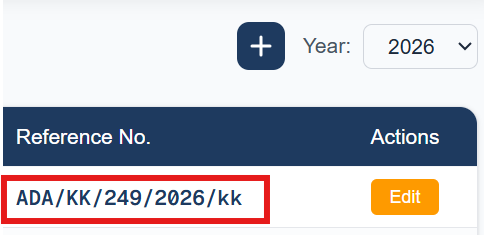 + Year: 2026
Reference No. Actions
ADA/KK/249/2026/kk Edit